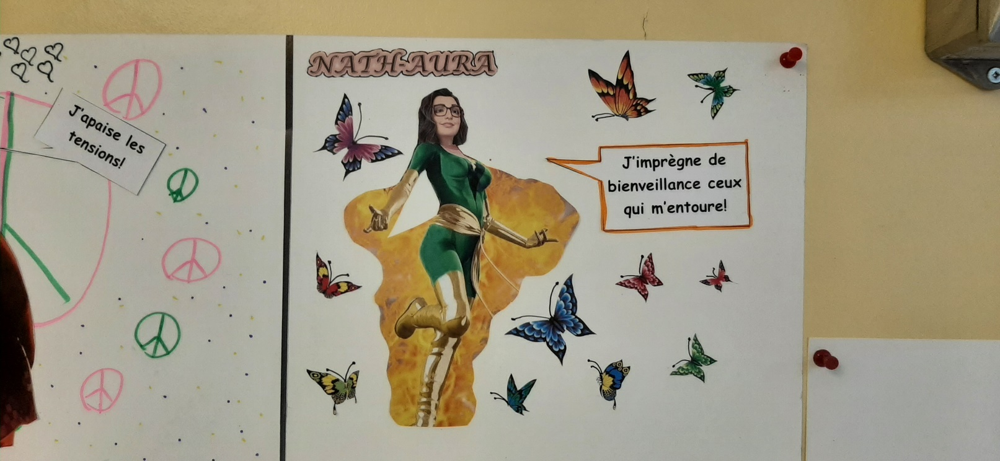 J'apaise les
tensions!
NATH-AURA
J'imprègne de
bienveillance ceux
qui m'entoure!